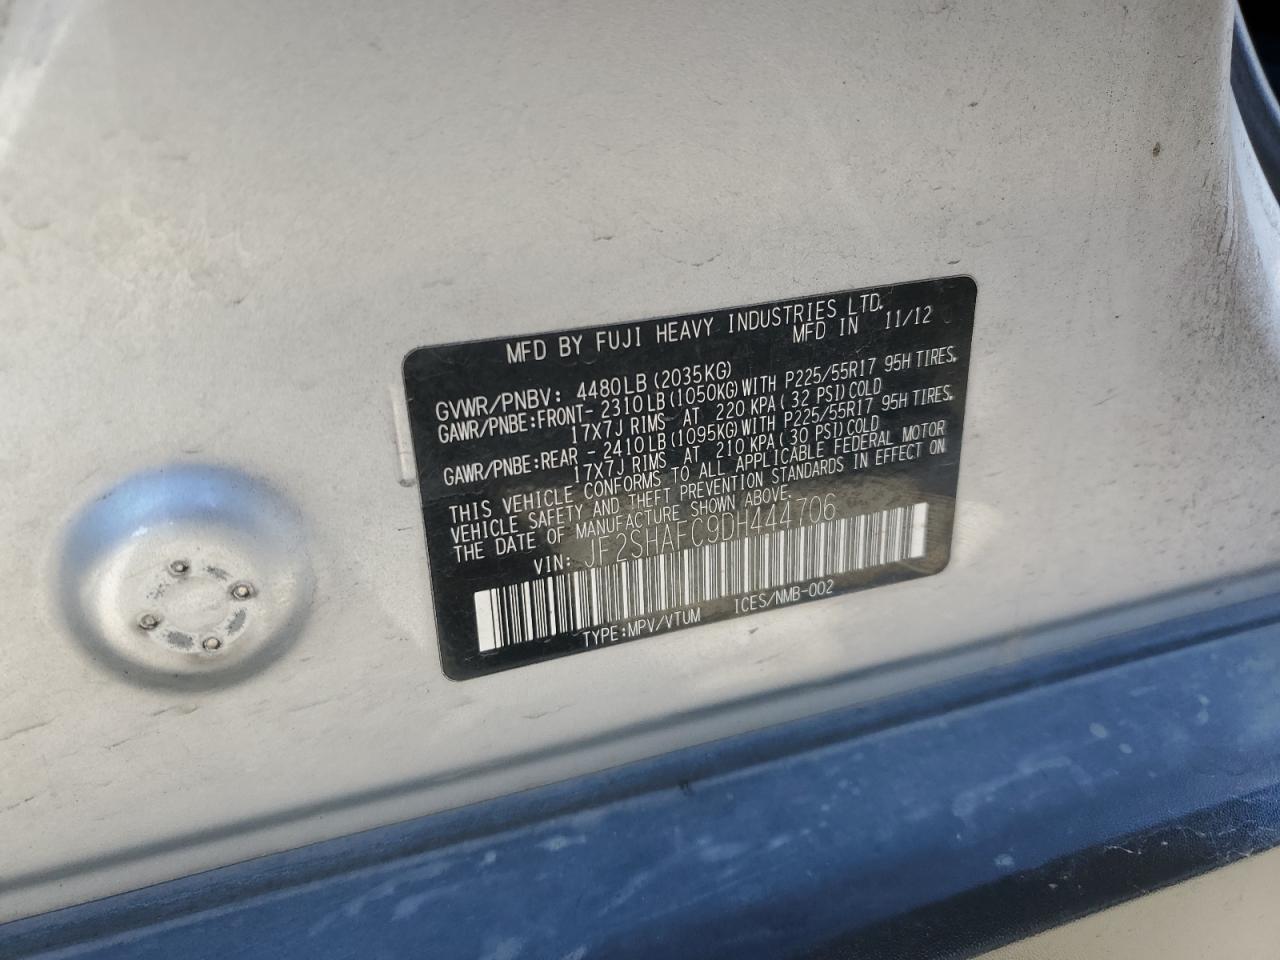 MFD BY FUJI HEAVY INDUSTRIES LTD.
MFD IN 11/12
GVWR/PNBV: 4480LB (2035KG)
GAWR/PNBE:FRONT- 2310LB (1050KG) WITH P225/55R17 95H TIRES.
17X7J RIMS AT 220 KPA( 32 PSI) COLD
GAWR/PNBE:REAR - 2410LB (1095KG) WITH P225/55R17 95H TIRES.
17X7J RIMS AT 210 KPA( 30 PSI) COLD
THIS VEHICLE CONFORMS TO ALL APPLICABLE FEDERAL MOTOR
VEHICLE SAFETY AND THEFT PREVENTION STANDARDS IN EFFECT ON
THE DATE OF MANUFACTURE SHOWN ABOVE.
VIN: JF2SHAFC9DH444706
TYPE:MPV/VTUM ICES/NMB-002